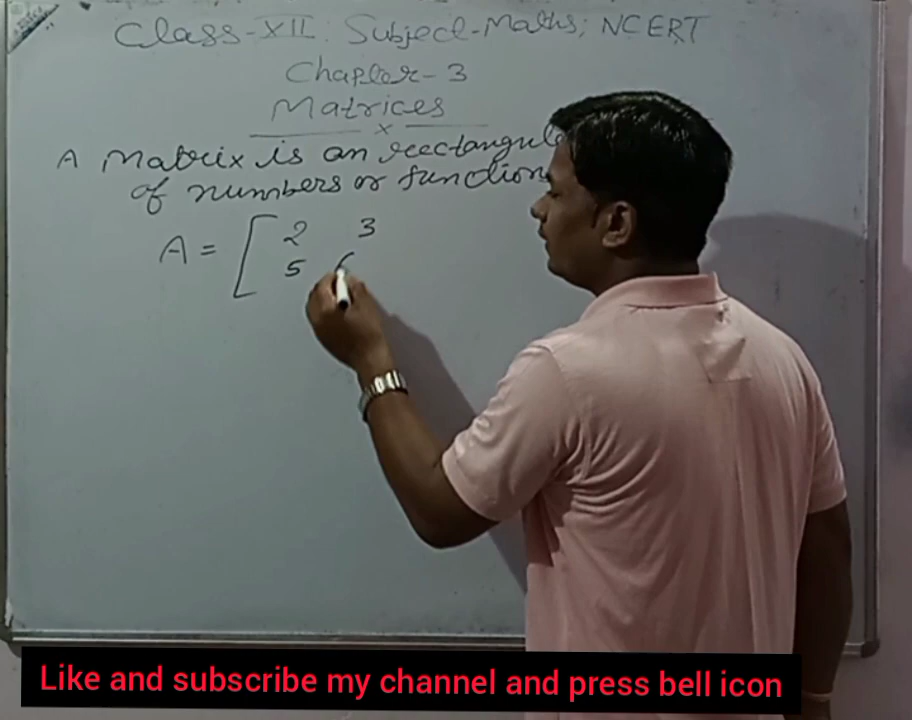 Class-XII: Subject-Maths; NCERT
Chapter-3
Matrices
x
A Matrix is an rectangul
of numbers or function
A = [ 2 3
5
Like and subscribe my channel and press bell icon